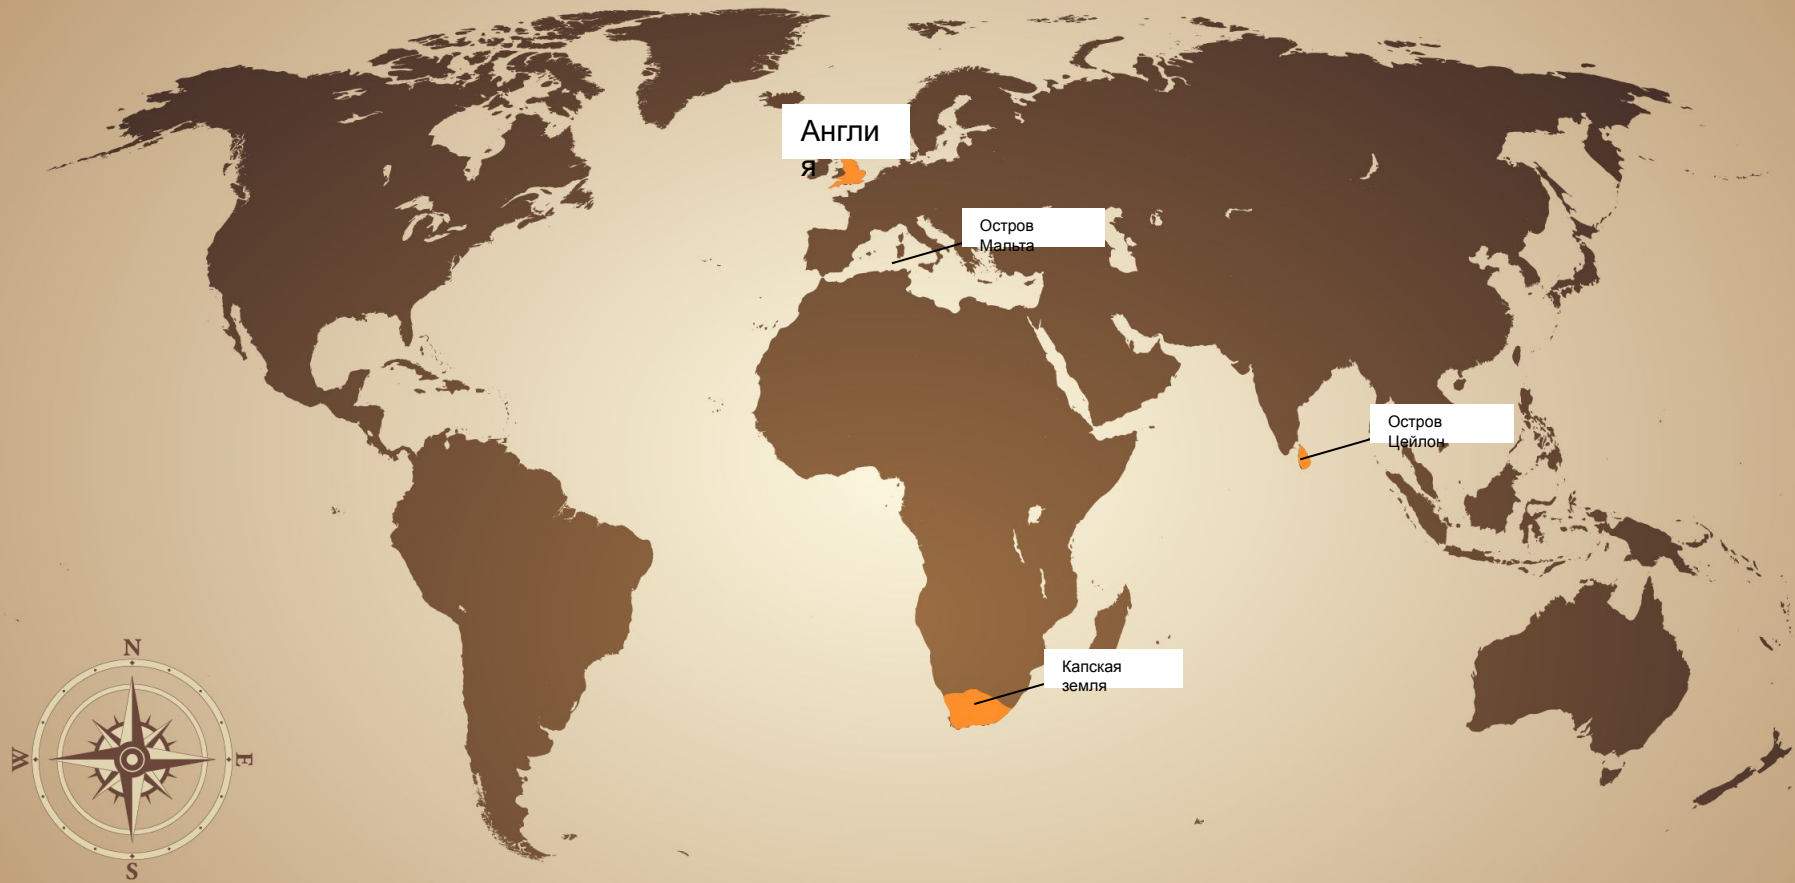 Англи
я
Остров
Мальта
Остров
Цейлон
Капская
земля
N
W
E
S